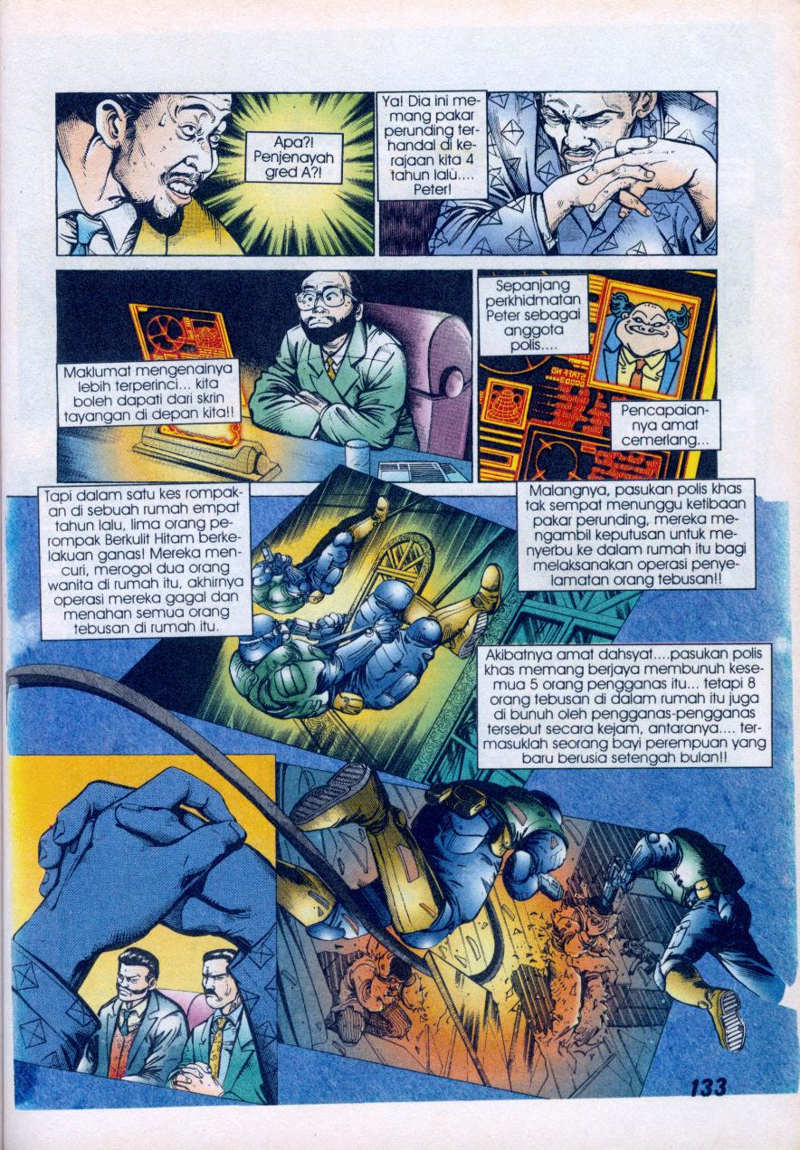 Apa?!
Penjenayah
gred A?!
Ya! Dia ini me-
mang pakar
perunding ter-
handal di ke-
rajaan kita 4
tahun lalu....
Peter!
Maklumat mengenainya
lebih terperinci... kita
boleh dapati dari skrin
tayangan di depan kita!!
Sepanjang
perkhidmatan
Peter sebagai
anggota
polis....
Pencapaian-
nya amat
cemerlang...
Tapi dalam satu kes rompak-
an di sebuah rumah empat
tahun lalu, lima orang pe-
rompak Berkulit Hitam berke-
lakuan ganas! Mereka men-
curi, merogol dua orang
wanita di rumah itu, akhirnya
operasi mereka gagal dan
menahan semua orang
tebusan di rumah itu.
Malangnya, pasukan polis khas
tak sempat menunggu ketibaan
pakar perunding, mereka me-
ngambil keputusan untuk me-
nyerbu ke dalam rumah itu bagi
melaksanakan operasi penye-
lamatan orang tebusan!!
Akibatnya amat dahsyat....pasukan polis
khas memang berjaya membunuh kese-
mua 5 orang pengganas itu... tetapi 8
orang tebusan di dalam rumah itu juga
di bunuh oleh pengganas-pengganas
tersebut secara kejam, antaranya.... ter-
masuklah seorang bayi perempuan yang
baru berusia setengah bulan!!
133